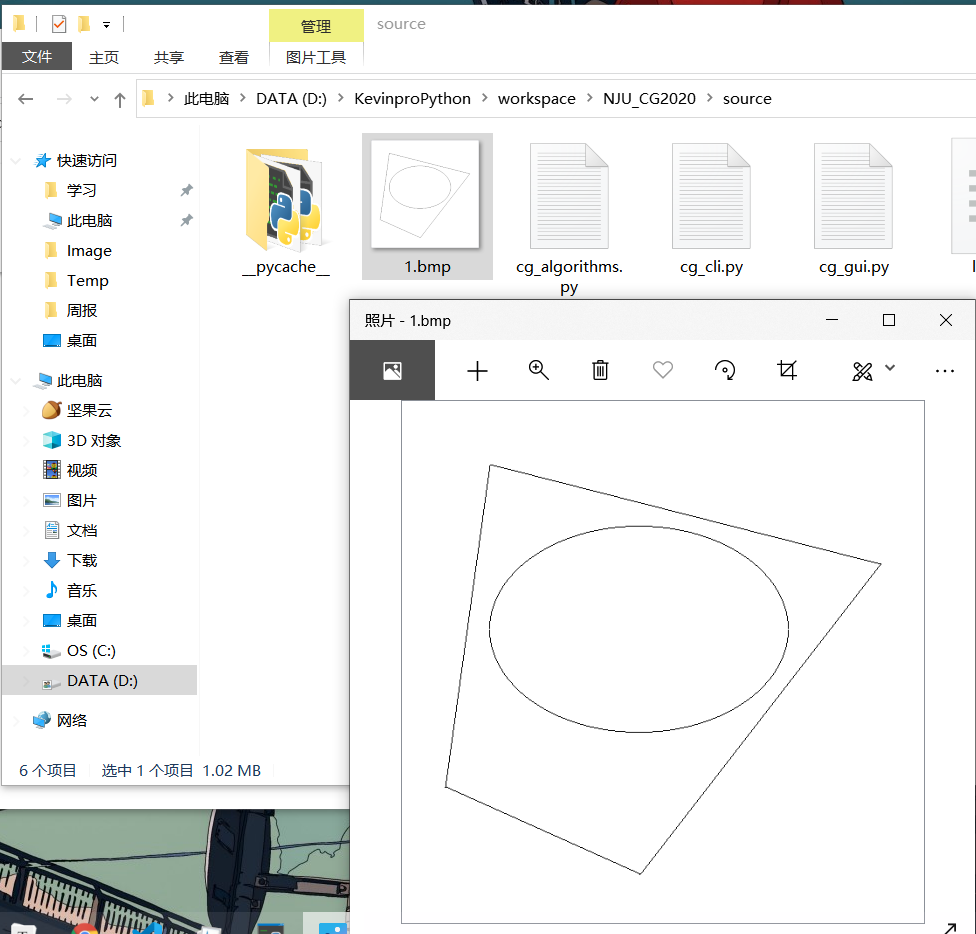 管理
source
文件
主页
共享
查看
图片工具
此电脑
DATA (D:)
KevinproPython
workspace
NJU_CG2020
source
快速访问
学习
此电脑
Image
Temp
周报
桌面
此电脑
坚果云
3D 对象
视频
图片
文档
下载
音乐
桌面
OS (C:)
DATA (D:)
网络
__pycache__
1.bmp
cg_algorithms.
py
cg_cli.py
cg_gui.py
照片 - 1.bmp
6 个项目
选中 1 个项目 1.02 MB